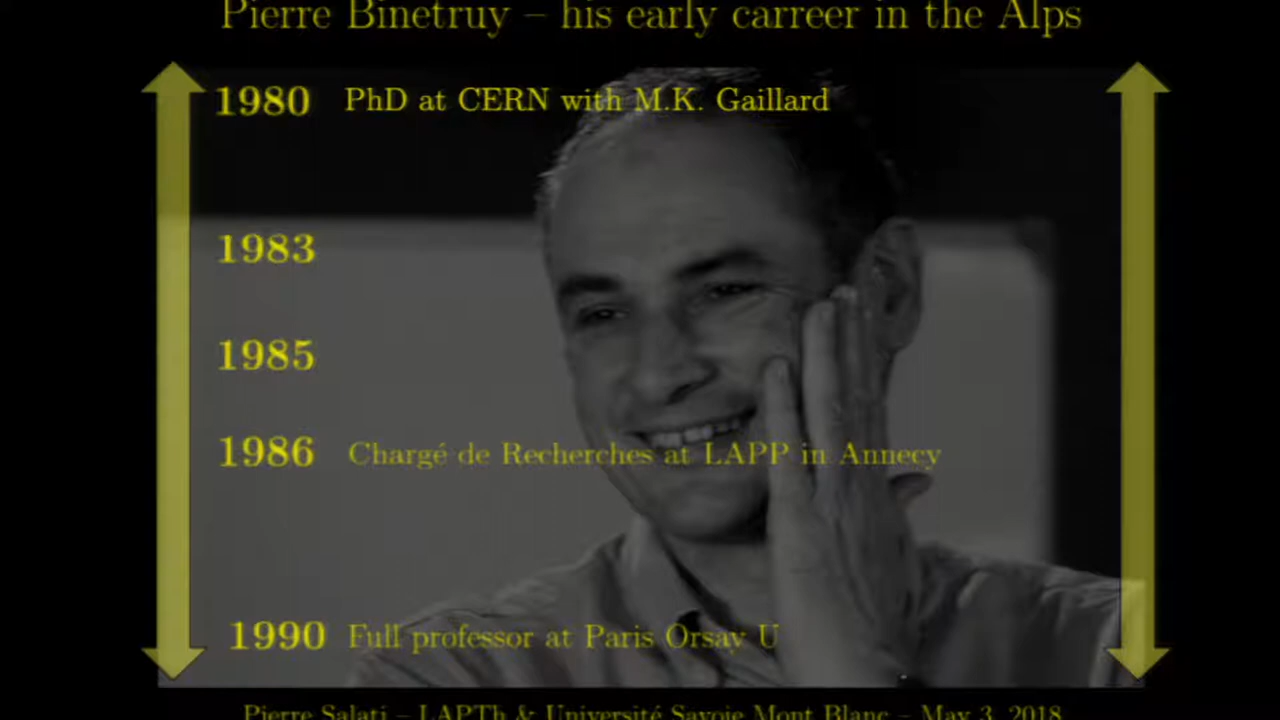 Pierre Binetruy – his early carreer in the Alps
1980 PhD at CERN with M.K. Gaillard
1983
1985
1986 Chargé de Recherches at LAPP in Annecy
1990 Full professor at Paris Orsay U
Pierre Salati – LAPTh & Université Savoie Mont Blanc – May 3, 2018